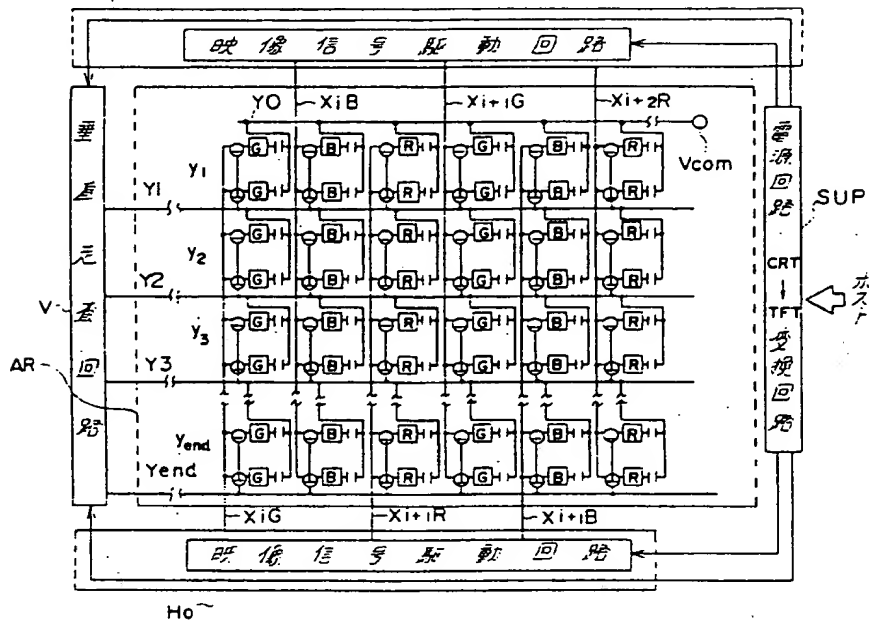 映像信号駆動回路
YO
XiB
Xi+1G
Xi+2R
Vcom
y1
G B R G B R
G B R G B R
Y1
y2
G B R G B R
G B R G B R
Y2
y3
G B R G B R
G B R G B R
Y3
yend
G B R G B R
G B R G B R
Yend
V
垂直走査回路
AR
電源回路
CRT
↓
TFT
変換回路
SUP
ホスト
XiG
Xi+1R
Xi+1B
映像信号駆動回路
Ho